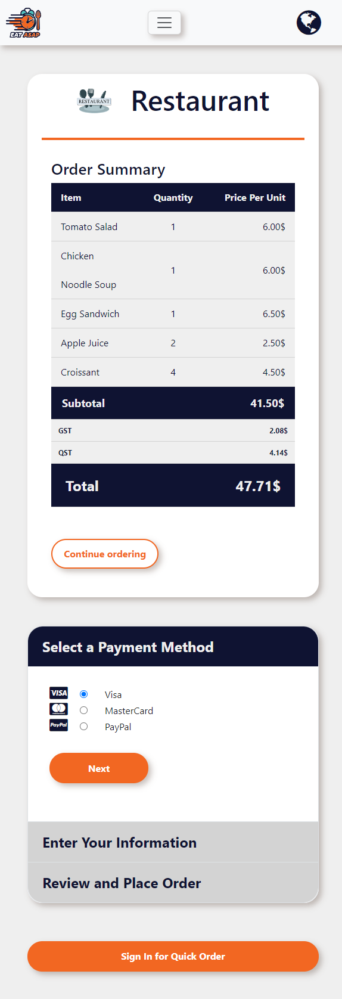 EAT ASAP
RESTAURANT
Restaurant
Order Summary
Item Quantity Price Per Unit
Tomato Salad 1 6.00$
Chicken
Noodle Soup 1 6.00$
Egg Sandwich 1 6.50$
Apple Juice 2 2.50$
Croissant 4 4.50$
Subtotal 41.50$
GST 2.08$
QST 4.14$
Total 47.71$
Continue ordering
Select a Payment Method
VISA Visa
mastercard MasterCard
PayPal PayPal
Next
Enter Your Information
Review and Place Order
Sign In for Quick Order